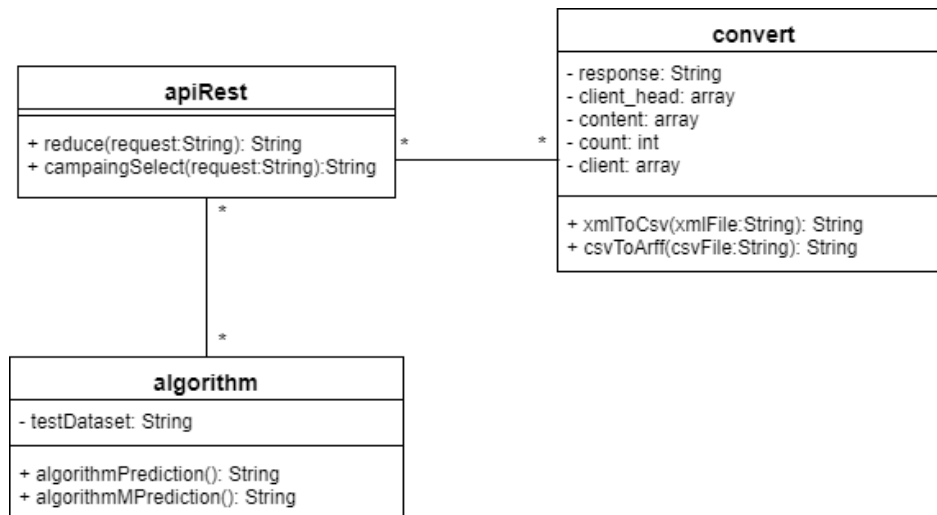 apiRest
+ reduce(request:String): String
+ campaingSelect(request:String):String
*
*
convert
- response: String
- client_head: array
- content: array
- count: int
- client: array
+ xmlToCsv(xmlFile:String): String
+ csvToArff(csvFile:String): String
*
*
algorithm
- testDataset: String
+ algorithmPrediction(): String
+ algorithmMPrediction(): String